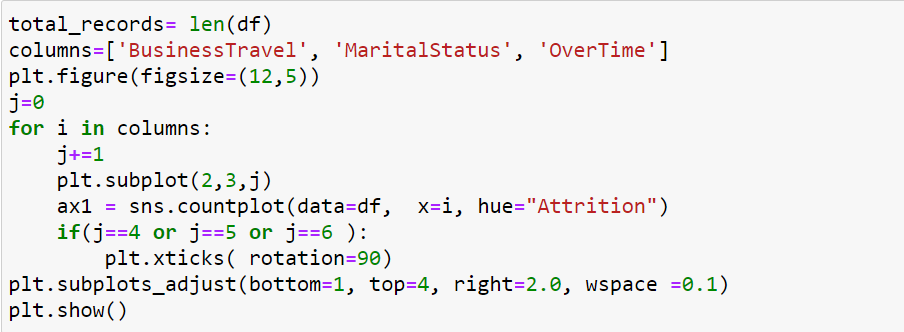 total_records= len(df)
columns=['BusinessTravel', 'MaritalStatus', 'OverTime']
plt.figure(figsize=(12,5))
j=0
for i in columns:
    j+=1
    plt.subplot(2,3,j)
    ax1 = sns.countplot(data=df,  x=i, hue="Attrition")
    if(j==4 or j==5 or j==6 ):
        plt.xticks( rotation=90)
plt.subplots_adjust(bottom=1, top=4, right=2.0, wspace =0.1)
plt.show()